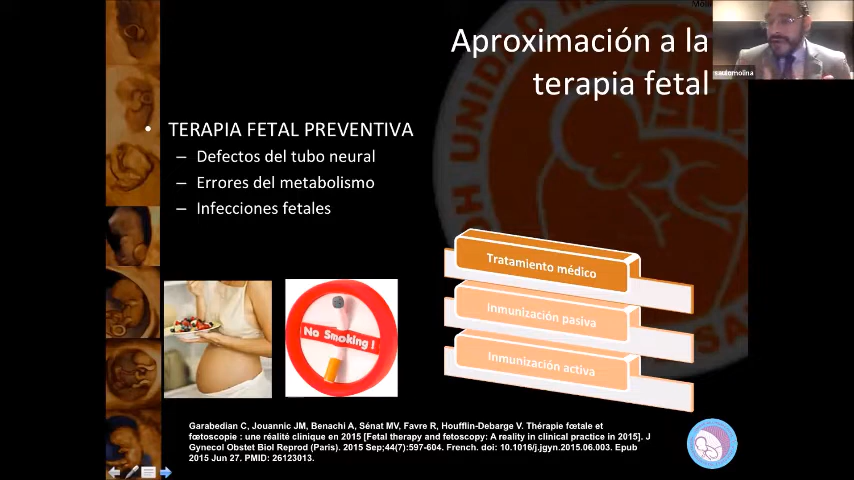 Aproximación a la
terapia fetal
saulomolina
• TERAPIA FETAL PREVENTIVA
– Defectos del tubo neural
– Errores del metabolismo
– Infecciones fetales
No Smoking !
Tratamiento médico
Inmunización pasiva
Inmunización activa
Garabedian C, Jouannic JM, Benachi A, Sénat MV, Favre R, Houfflin-Debarge V. Thérapie fœtale et
fœtoscopie : une réalité clinique en 2015 [Fetal therapy and fetoscopy: A reality in clinical practice in 2015]. J
Gynecol Obstet Biol Reprod (Paris). 2015 Sep;44(7):597-604. French. doi: 10.1016/j.jgyn.2015.06.003. Epub
2015 Jun 27. PMID: 26123013.